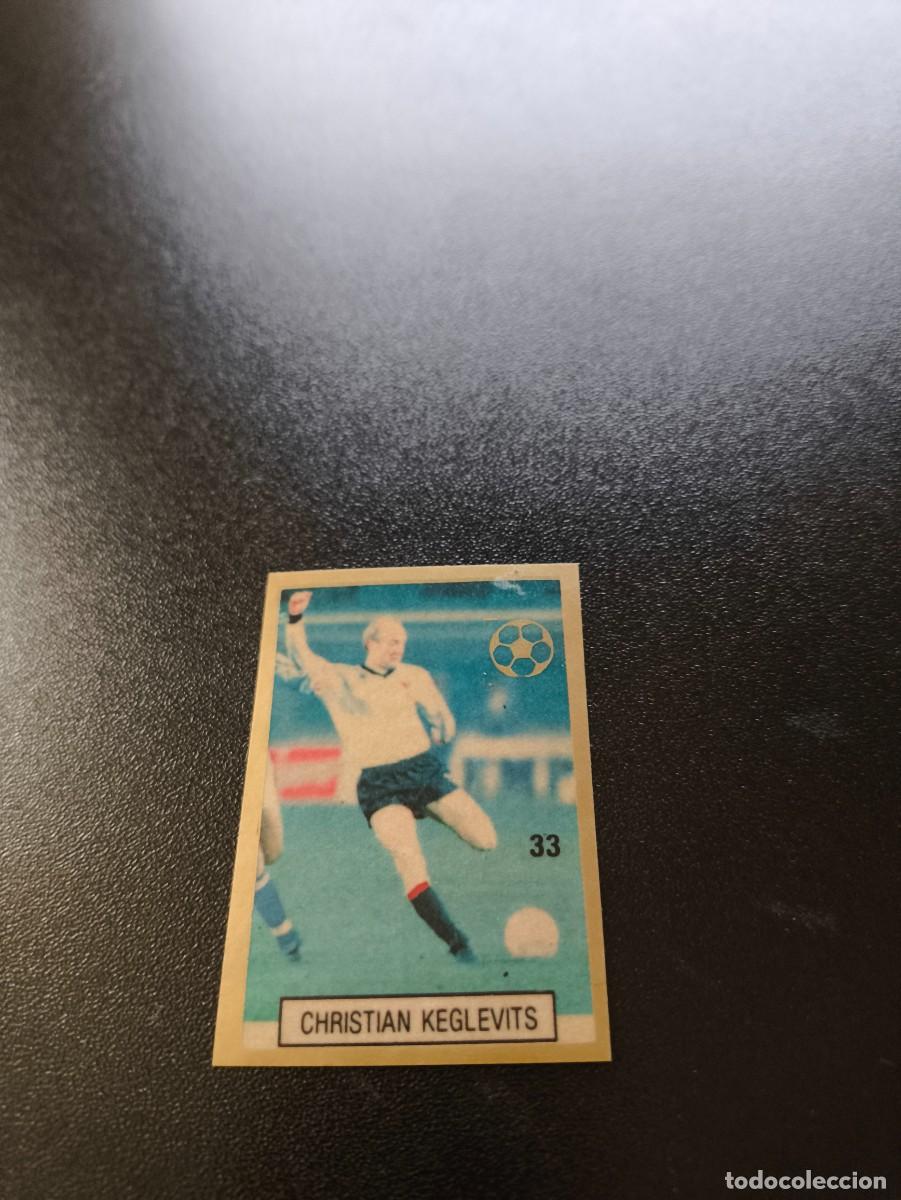 33
CHRISTIAN KEGLEVITS
todocoleccion